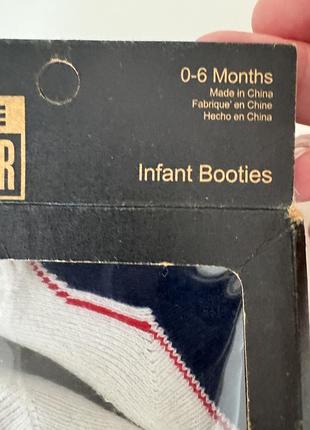 0-6 Months
Made in China
Fabrique' en Chine
Hecho en China
E
R
Infant Booties